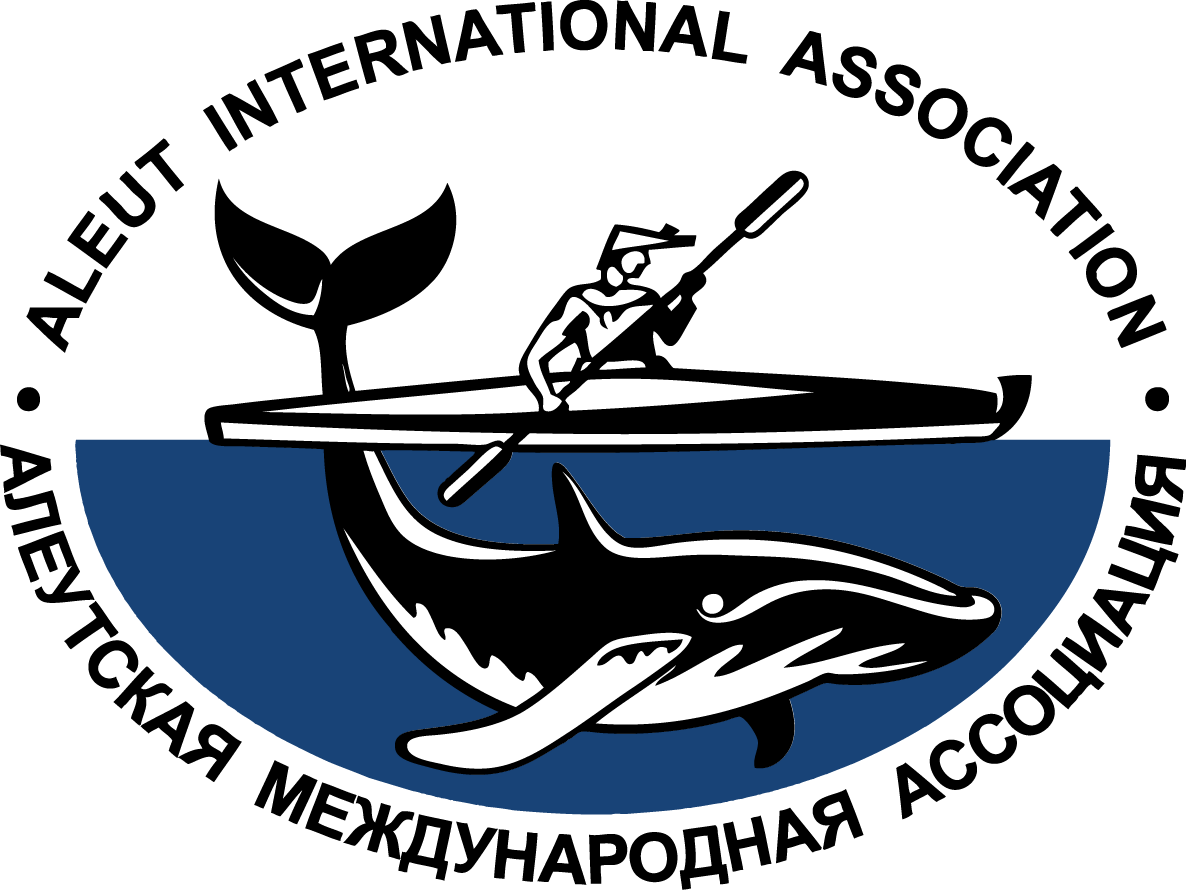 ALEUT INTERNATIONAL ASSOCIATION
АЛЕУТСКАЯ МЕЖДУНАРОДНАЯ АССОЦИАЦИЯ